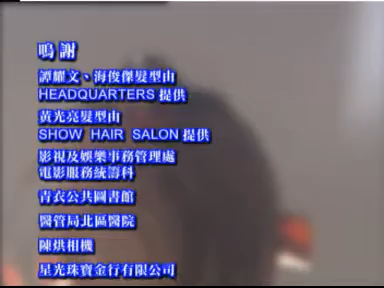 鳴謝
譚耀文、海俊傑髮型由
HEADQUARTERS 提供
黃光亮髮型由
SHOW HAIR SALON 提供
影視及娛樂事務管理處
電影服務統籌科
青衣公共圖書館
醫管局北區醫院
陳烘相機
星光珠寶金行有限公司